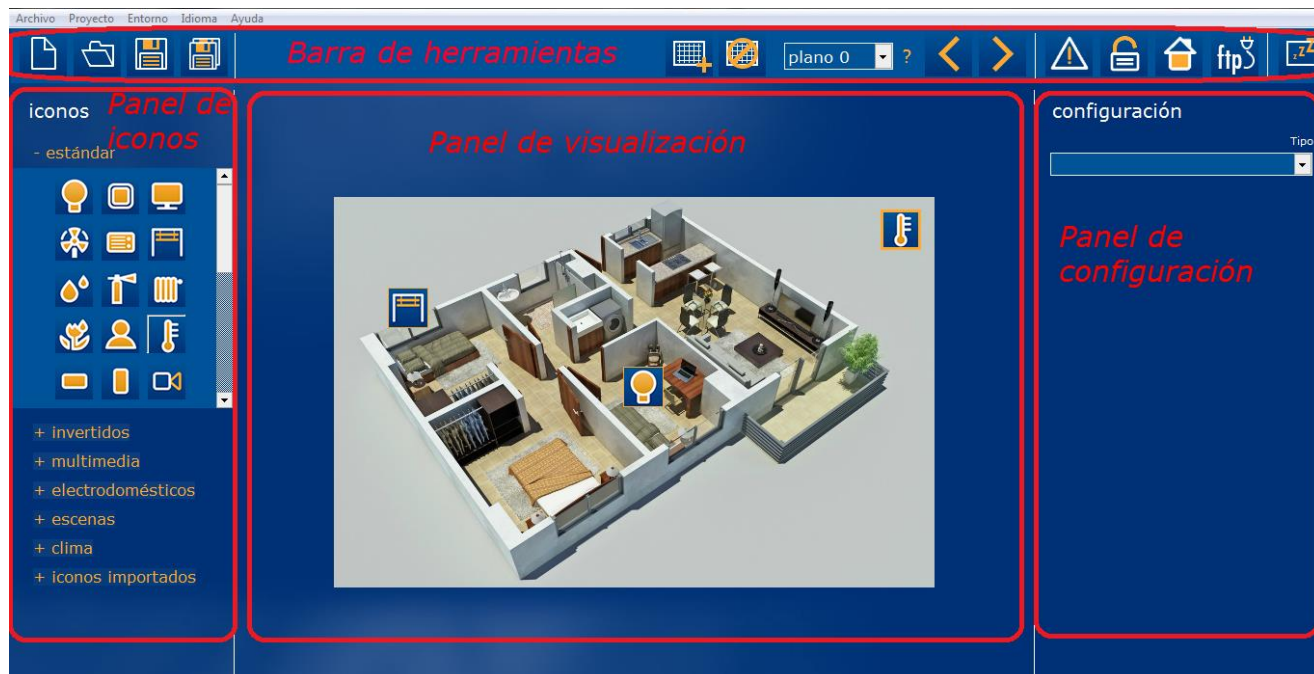 Archivo Proyecto Entorno Idioma Ayuda
Barra de herramientas
plano 0
?
ftp
zzZ
iconos
Panel de iconos
- estándar
+ invertidos
+ multimedia
+ electrodomésticos
+ escenas
+ clima
+ iconos importados
Panel de visualización
configuración
Tipo
Panel de
configuración